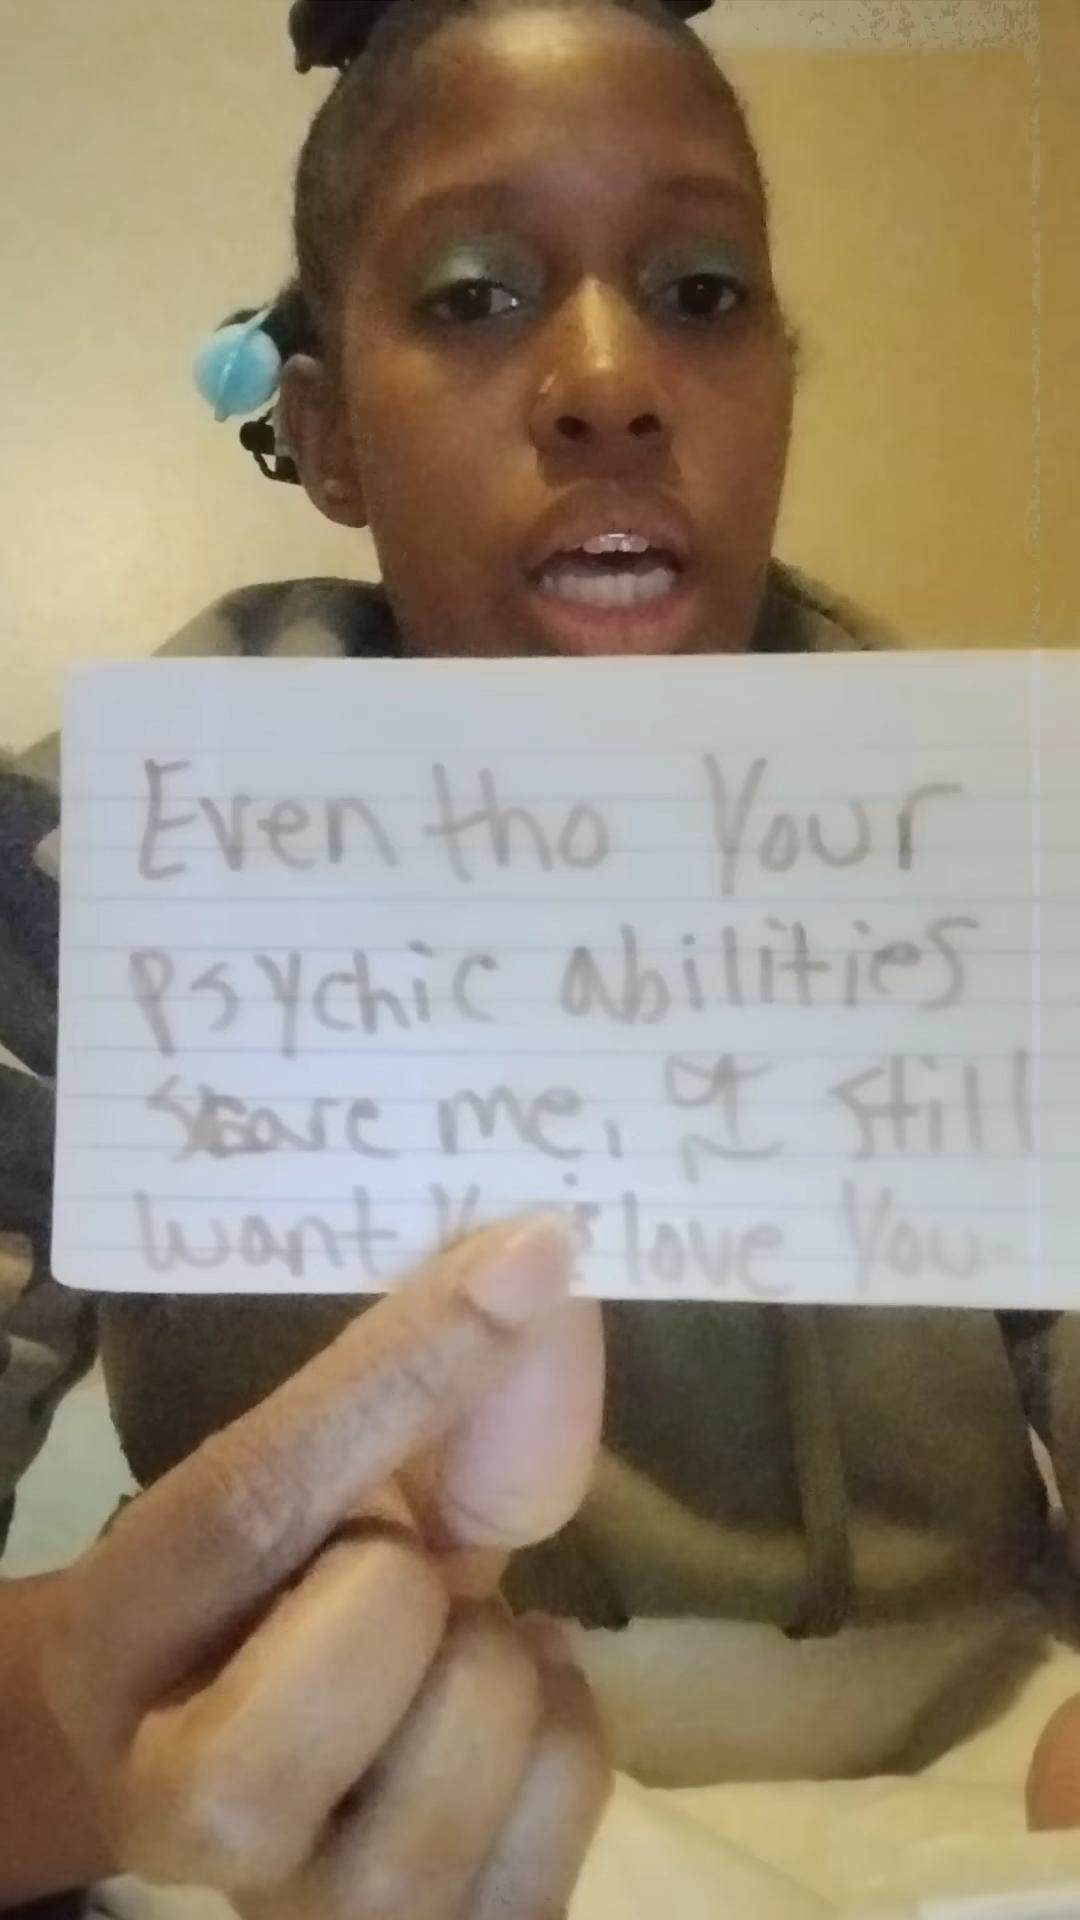 Even tho Your
psychic abilities
scare me, I still
want love You.